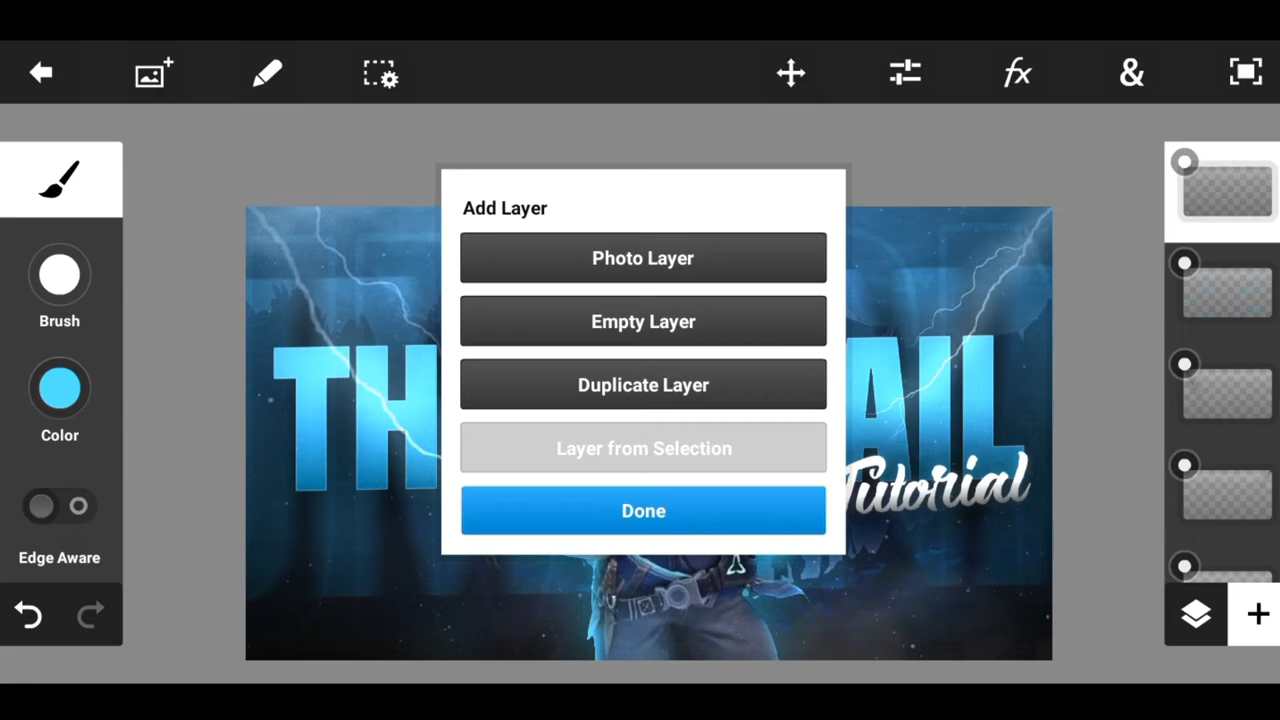 fx
&
Add Layer
Photo Layer
Empty Layer
Duplicate Layer
Layer from Selection
Done
Brush
Color
Edge Aware
TH
AIL
Tutorial